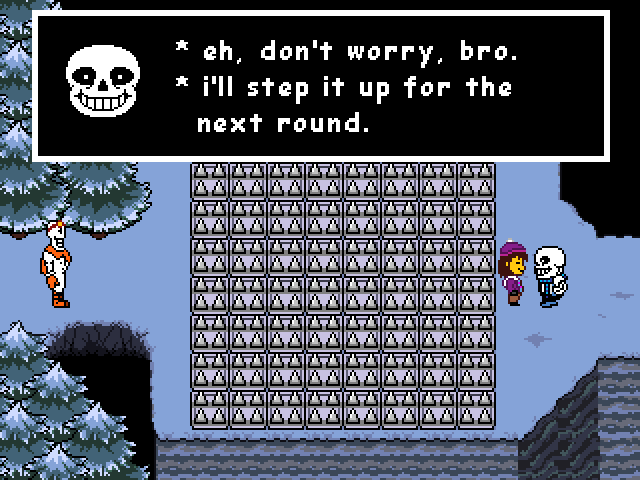 * eh, don't worry, bro.
* i'll step it up for the
next round.